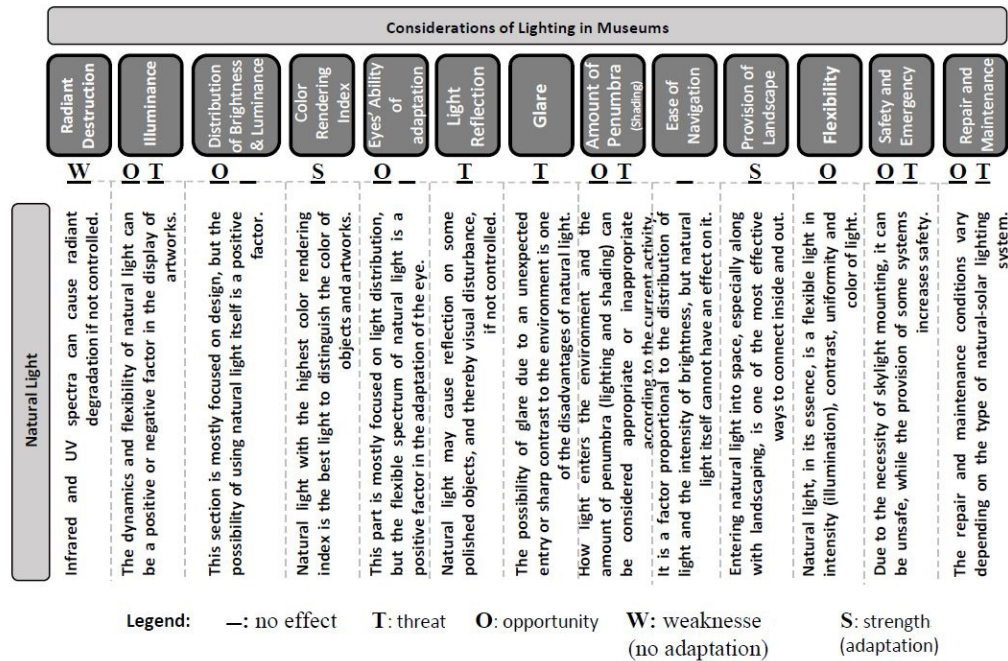 Considerations of Lighting in Museums
Radiant
Destruction
Illuminance
Distribution
of Brightness
& Luminance
Color
Rendering
Index
Eyes' Ability
of
adaptation
Light
Reflection
Glare
Amount of
Penumbra
(Shading)
Ease of
Navigation
Provision of
Landscape
Flexibility
Safety and
Emergency
Repair and
Maintenance
W
O T
O _
S
O _
T
T
O T
_
S
O
O T
O T
Natural Light
Infrared and UV spectra can cause radiant
degradation if not controlled.
The dynamics and flexibility of natural light can
be a positive or negative factor in the display of
artworks.
This section is mostly focused on design, but the
possibility of using natural light itself is a positive
factor.
Natural light with the highest color rendering
index is the best light to distinguish the color of
objects and artworks.
This part is mostly focused on light distribution,
but the flexible spectrum of natural light is a
positive factor in the adaptation of the eye.
Natural light may cause reflection on some
polished objects, and thereby visual disturbance,
if not controlled.
The possibility of glare due to an unexpected
entry or sharp contrast to the environment is one
of the disadvantages of natural light.
How light enters the environment and the
amount of penumbra (lighting and shading) can
be considered appropriate or inappropriate
according to the current activity.
It is a factor proportional to the distribution of
light and the intensity of brightness, but natural
light itself cannot have an effect on it.
Entering natural light into space, especially along
with landscaping, is one of the most effective
ways to connect inside and out.
Natural light, in its essence, is a flexible light in
intensity (illumination), contrast, uniformity and
color of light.
Due to the necessity of skylight mounting, it can
be unsafe, while the provision of some systems
increases safety.
The repair and maintenance conditions vary
depending on the type of natural-solar lighting
system.
Legend: —: no effect T: threat O: opportunity W: weaknesse S: strength
(no adaptation) (adaptation)